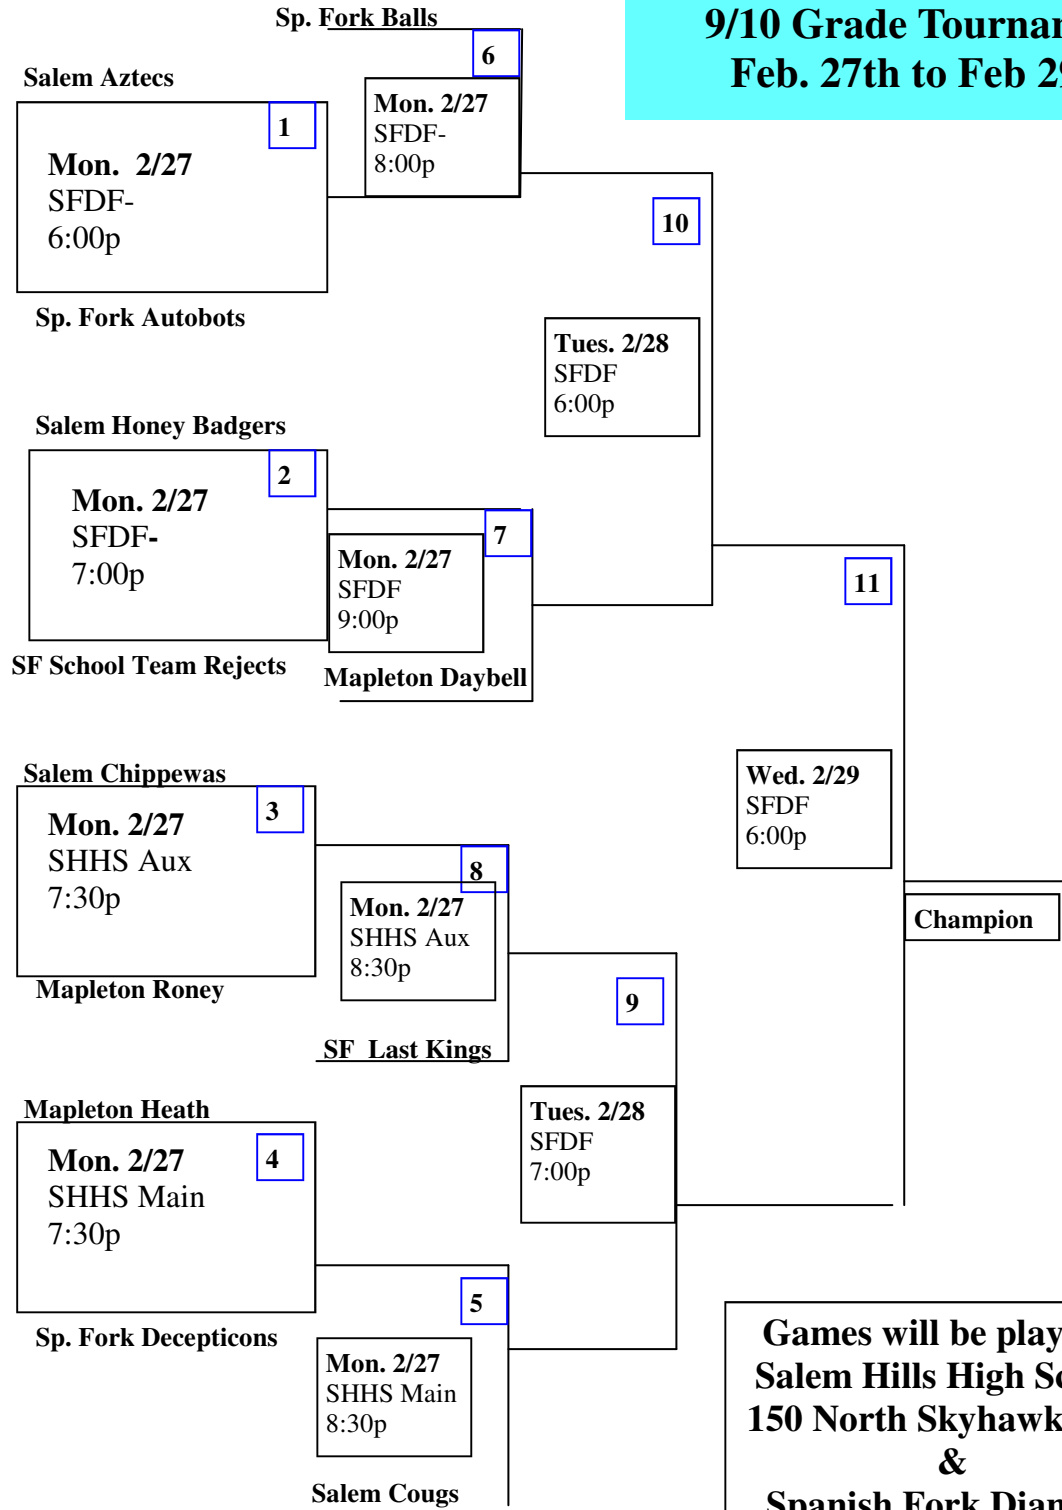 Sp. Fork Balls
9/10 Grade
Feb. 27th to Feb
6
Salem Aztecs
Mon. 2/27
SFDF-
8:00p
1
Mon. 2/27
SFDF-
6:00p
10
Sp. Fork Autobots
Tues. 2/28
SFDF
6:00p
Salem Honey Badgers
2
Mon. 2/27
SFDF-
7:00p
7
Mon. 2/27
SFDF
9:00p
11
SF School Team Rejects
Mapleton Daybell
Salem Chippewas
Wed. 2/29
SFDF
6:00p
3
Mon. 2/27
SHHS Aux
7:30p
8
Mon. 2/27
SHHS Aux
8:30p
Champion
Mapleton Roney
9
SF Last Kings
Mapleton Heath
Tues. 2/28
SFDF
7:00p
4
Mon. 2/27
SHHS Main
7:30p
5
Sp. Fork Decepticons
Mon. 2/27
SHHS Main
8:30p
Salem Cougs
Games will be
Salem Hills High
150 North
&
Spanish Fork